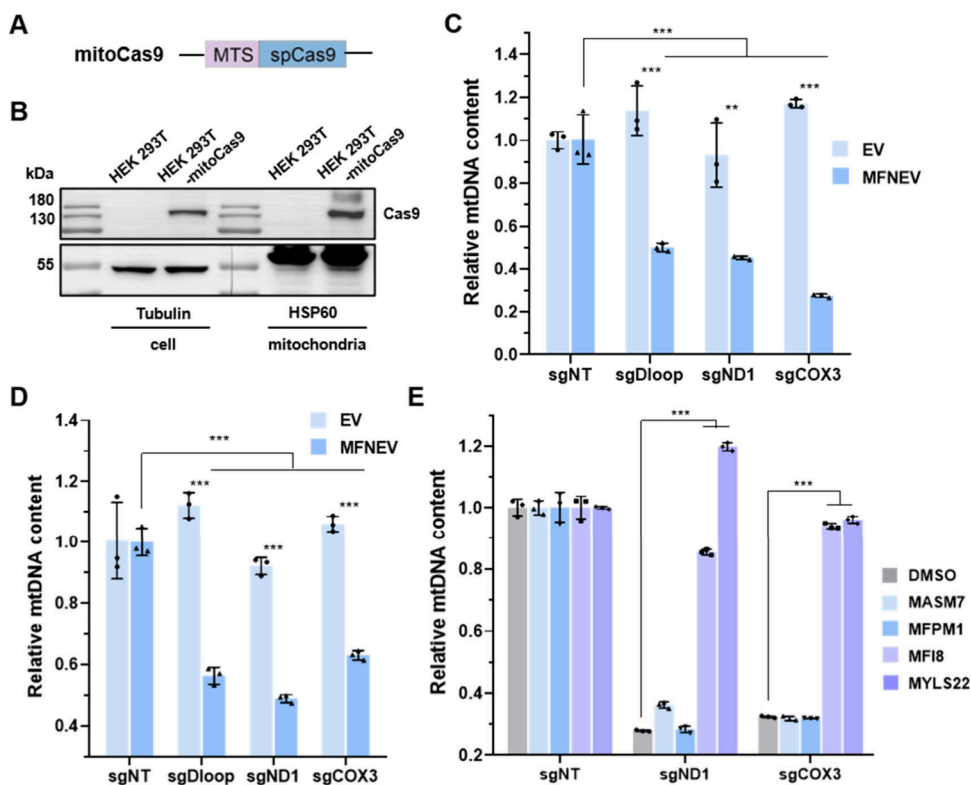 A
mitoCas9
MTS
spCas9
B
HEK 293T
HEK 293T
-mitoCas9
HEK 293T
HEK 293T
-mitoCas9
kDa
180
130
Cas9
55
Tubulin
HSP60
cell
mitochondria
C
Relative mtDNA content
1.6
1.4
1.2
1.0
0.8
0.6
0.4
0.2
0.0
***
***
**
***
EV
MFNEV
sgNT
sgDloop
sgND1
sgCOX3
D
Relative mtDNA content
1.4
1.2
1.0
0.8
0.6
0.4
EV
MFNEV
***
***
***
***
sgNT
sgDloop
sgND1
sgCOX3
E
Relative mtDNA content
1.2
1.0
0.8
0.6
0.4
0.2
***
***
DMSO
MASM7
MFPM1
MFI8
MYLS22
sgNT
sgND1
sgCOX3